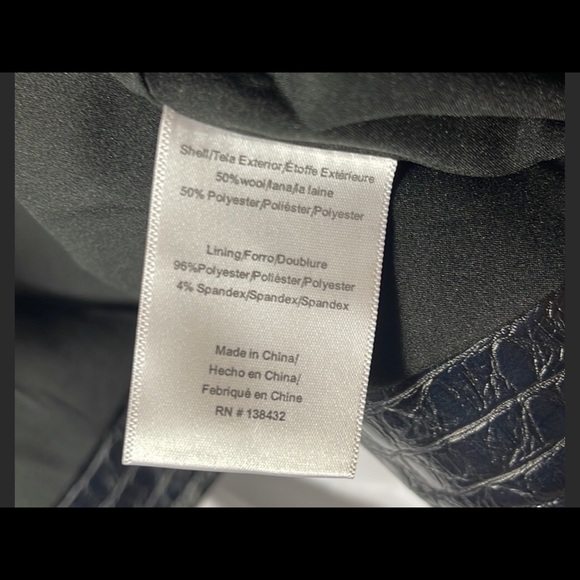 Shell/Tela Exterior/Étoffe Extérieure
50%wool/lana/la laine
50% Polyester/Poliéster/Polyester
Lining/Forro/Doublure
96%Polyester/Poliéster/Polyester
4% Spandex/Spandex/Spandex
Made in China/
Hecho en China/
Fabriqué en Chine
RN # 138432